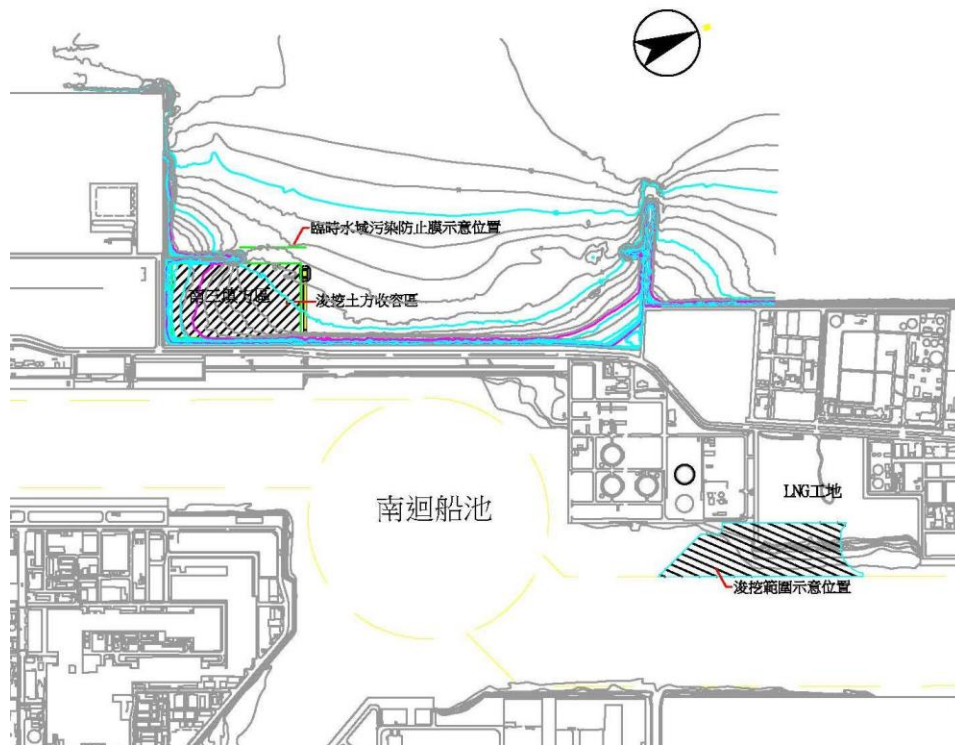 臨時水域污染防止膜示意位置
南三填方區
浚挖土方收容區
南迴船池
LNG工地
浚挖範圍示意位置